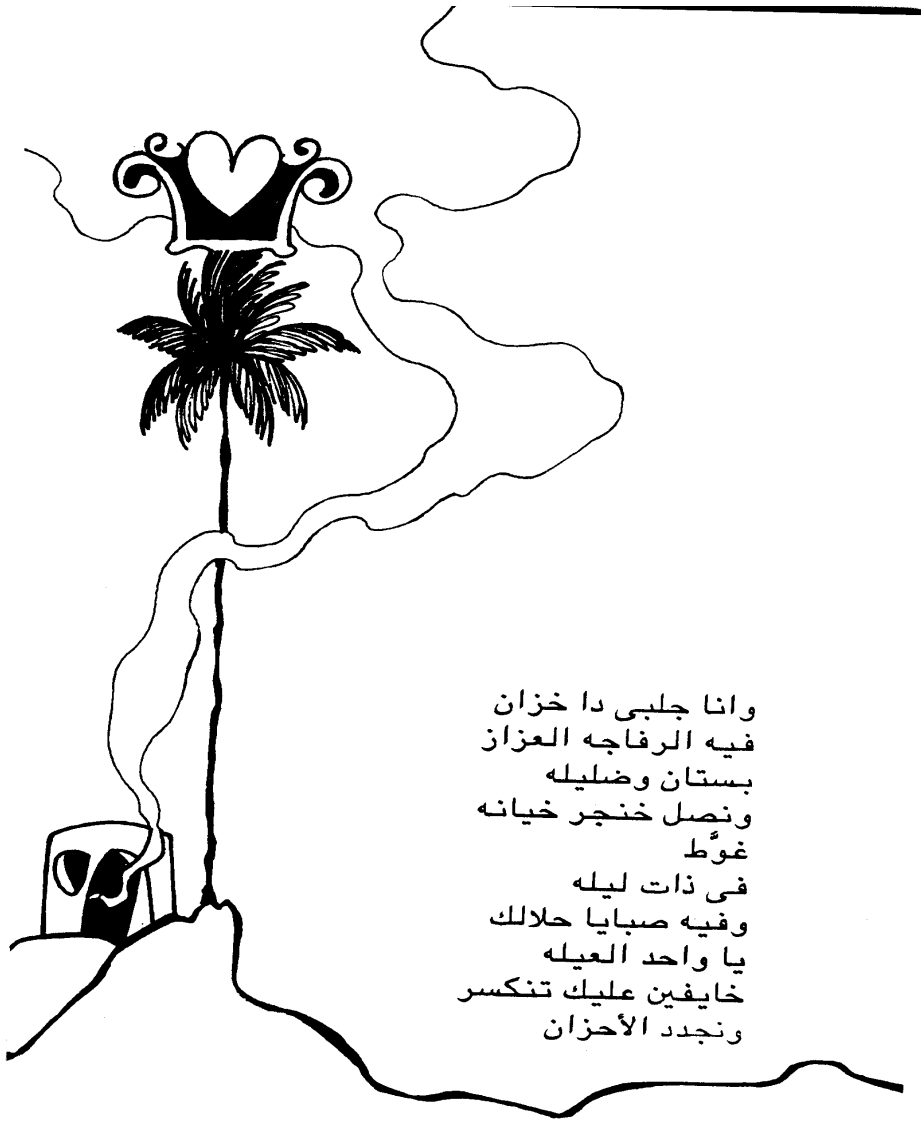 وانا جلبى دا خزان
فيه الرفاجه العزاز
بستان وضليله
ونصل خنجر خيانه
غوَّط
فى ذات ليله
وفيه صبايا حلالك
يا واحد العيله
خايفين عليك تنكسر
ونجدد الأحزان